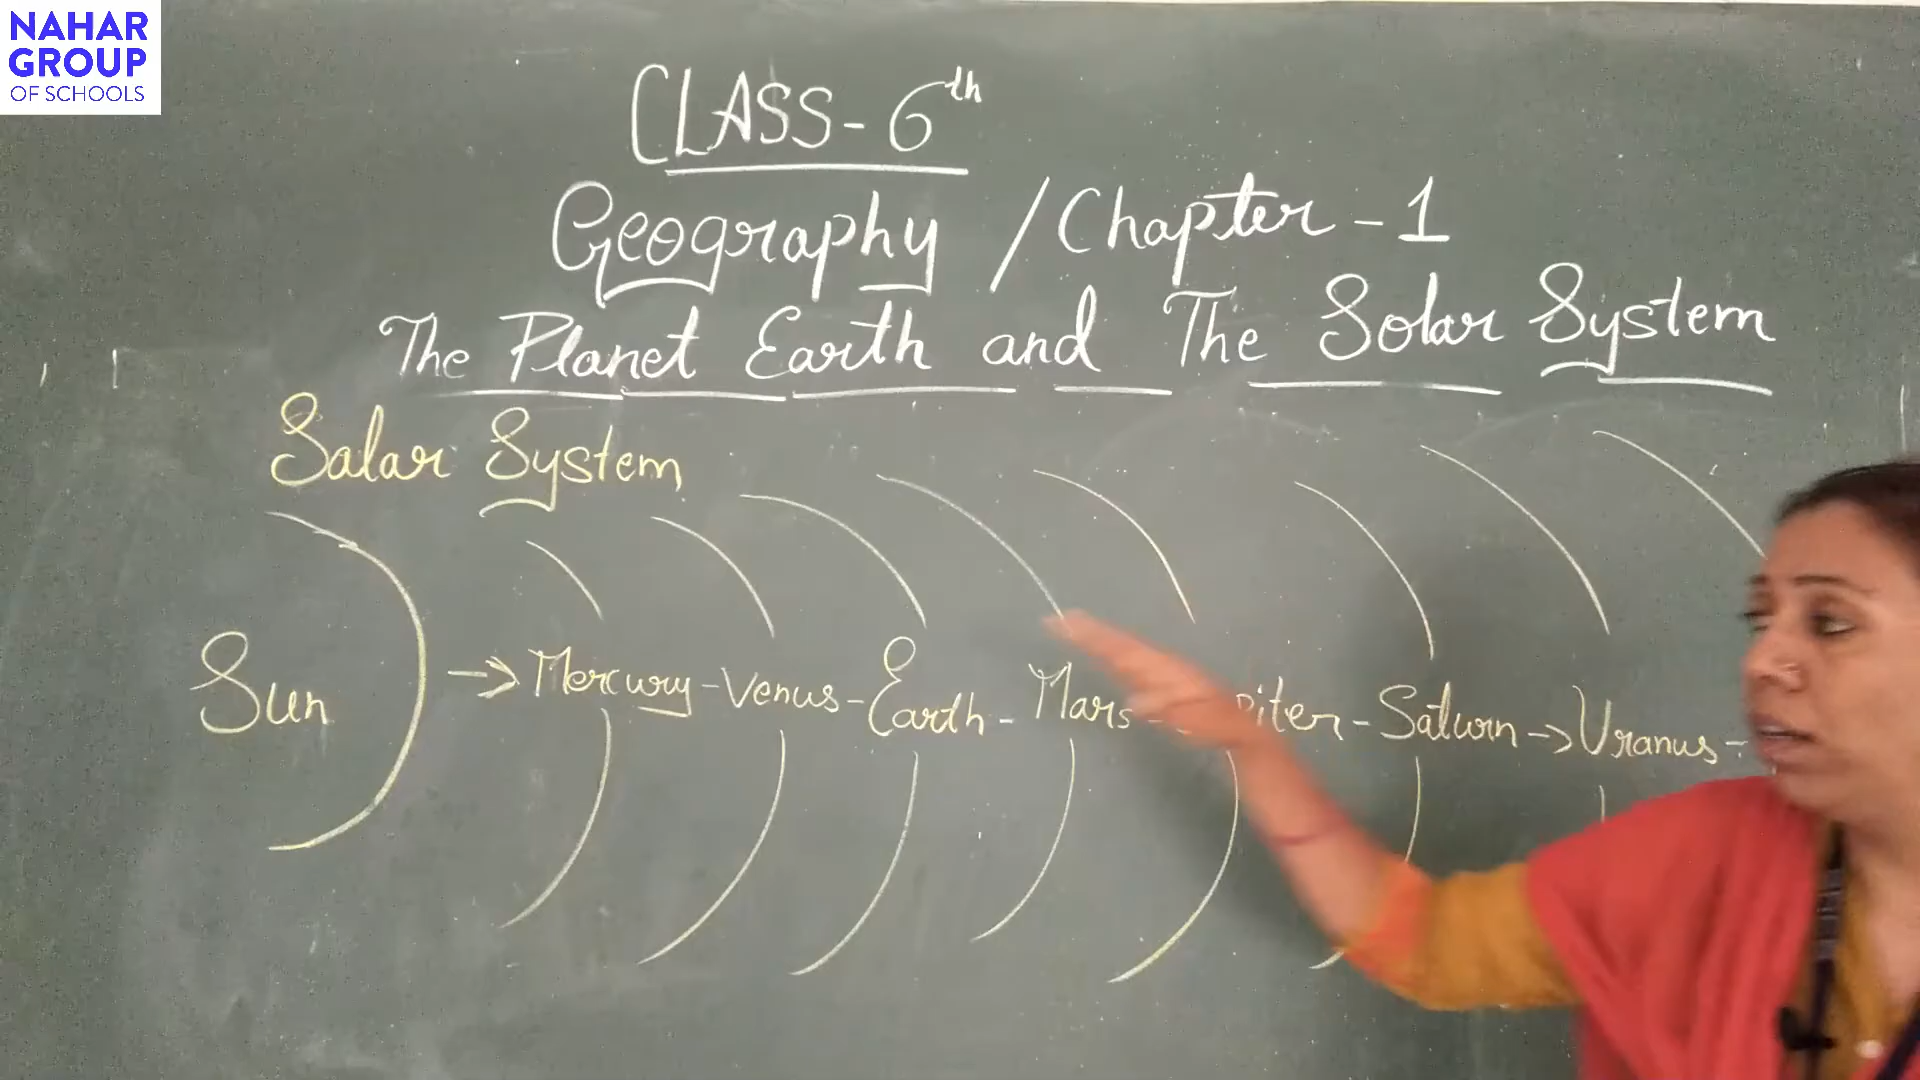 NAHAR
GROUP
OF SCHOOLS
CLASS-6th
Geography / Chapter-1
The Planet Earth and The Solar System
Salar System
Sun → Mercury - Venus - Earth - Mars - piter - Saturn → Uranus -